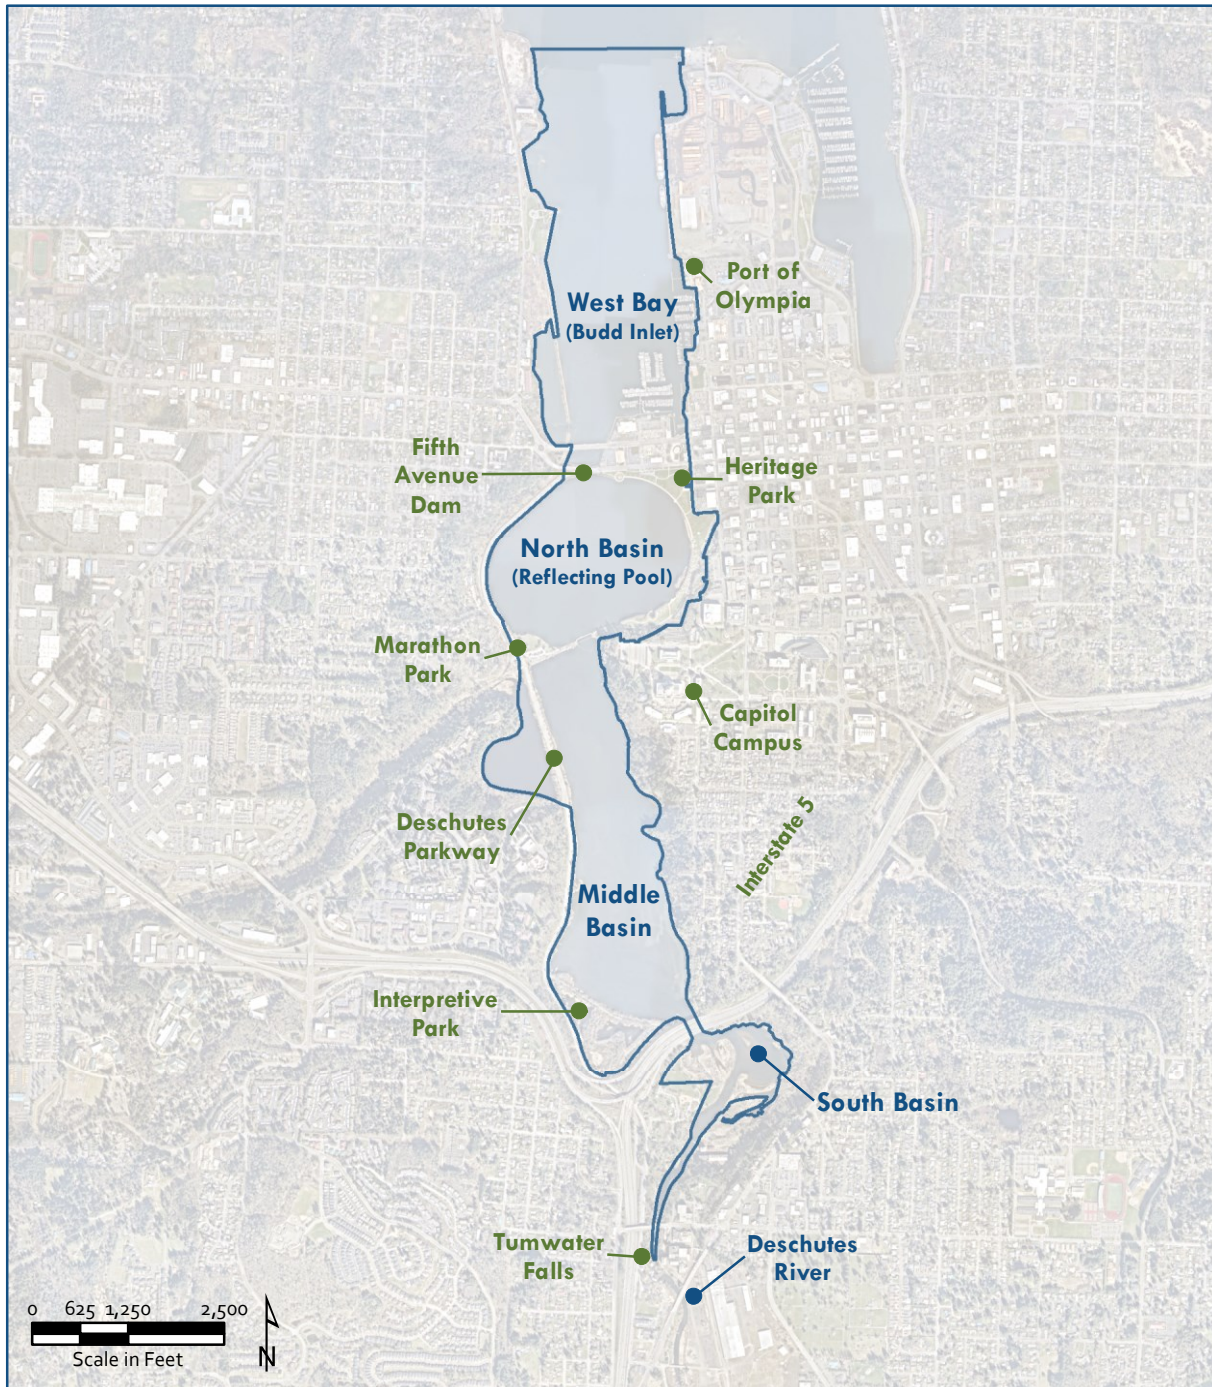 Port of
Olympia
West Bay
(Budd Inlet)
Fifth
Avenue
Dam
Heritage
Park
North Basin
(Reflecting Pool)
Marathon
Park
Capitol
Campus
Deschutes
Parkway
Interstate 5
Middle
Basin
Interpretive
Park
South Basin
Tumwater
Falls
Deschutes
River
0 625 1,250 2,500
Scale in Feet
N